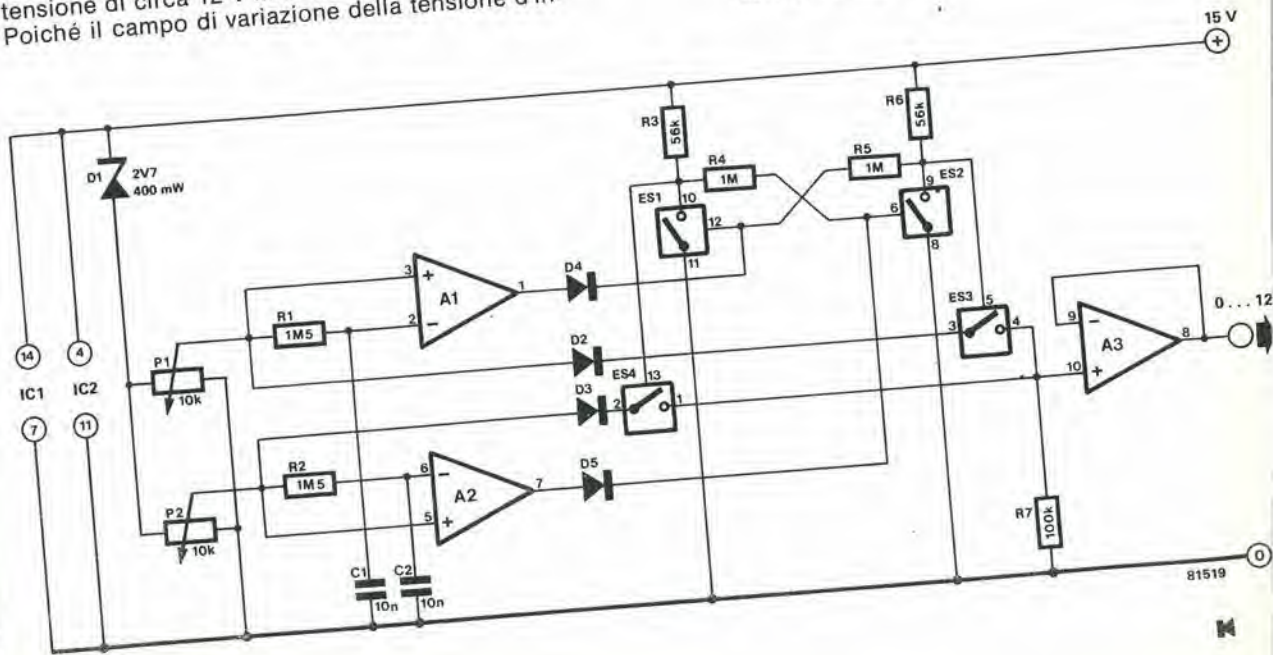 tensione di circa 12
Poiché il campo di variazione della tensione d'in
15 V
+
R3
56k
R6
56k
D1
2V7
400 mW
R4
1M
R5
1M
ES1
10
12
11
ES2
9
6
8
3
+
A1
1
2
−
D4
R1
1M5
ES3
5
3
4
D2
9
−
A3
8
10
+
0...12
14
4
IC1
IC2
7
11
P1
10k
ES4
13
D3
2
1
R2
1M5
6
−
A2
7
5
+
D5
P2
10k
R7
100k
C1
10n
C2
10n
0
81519